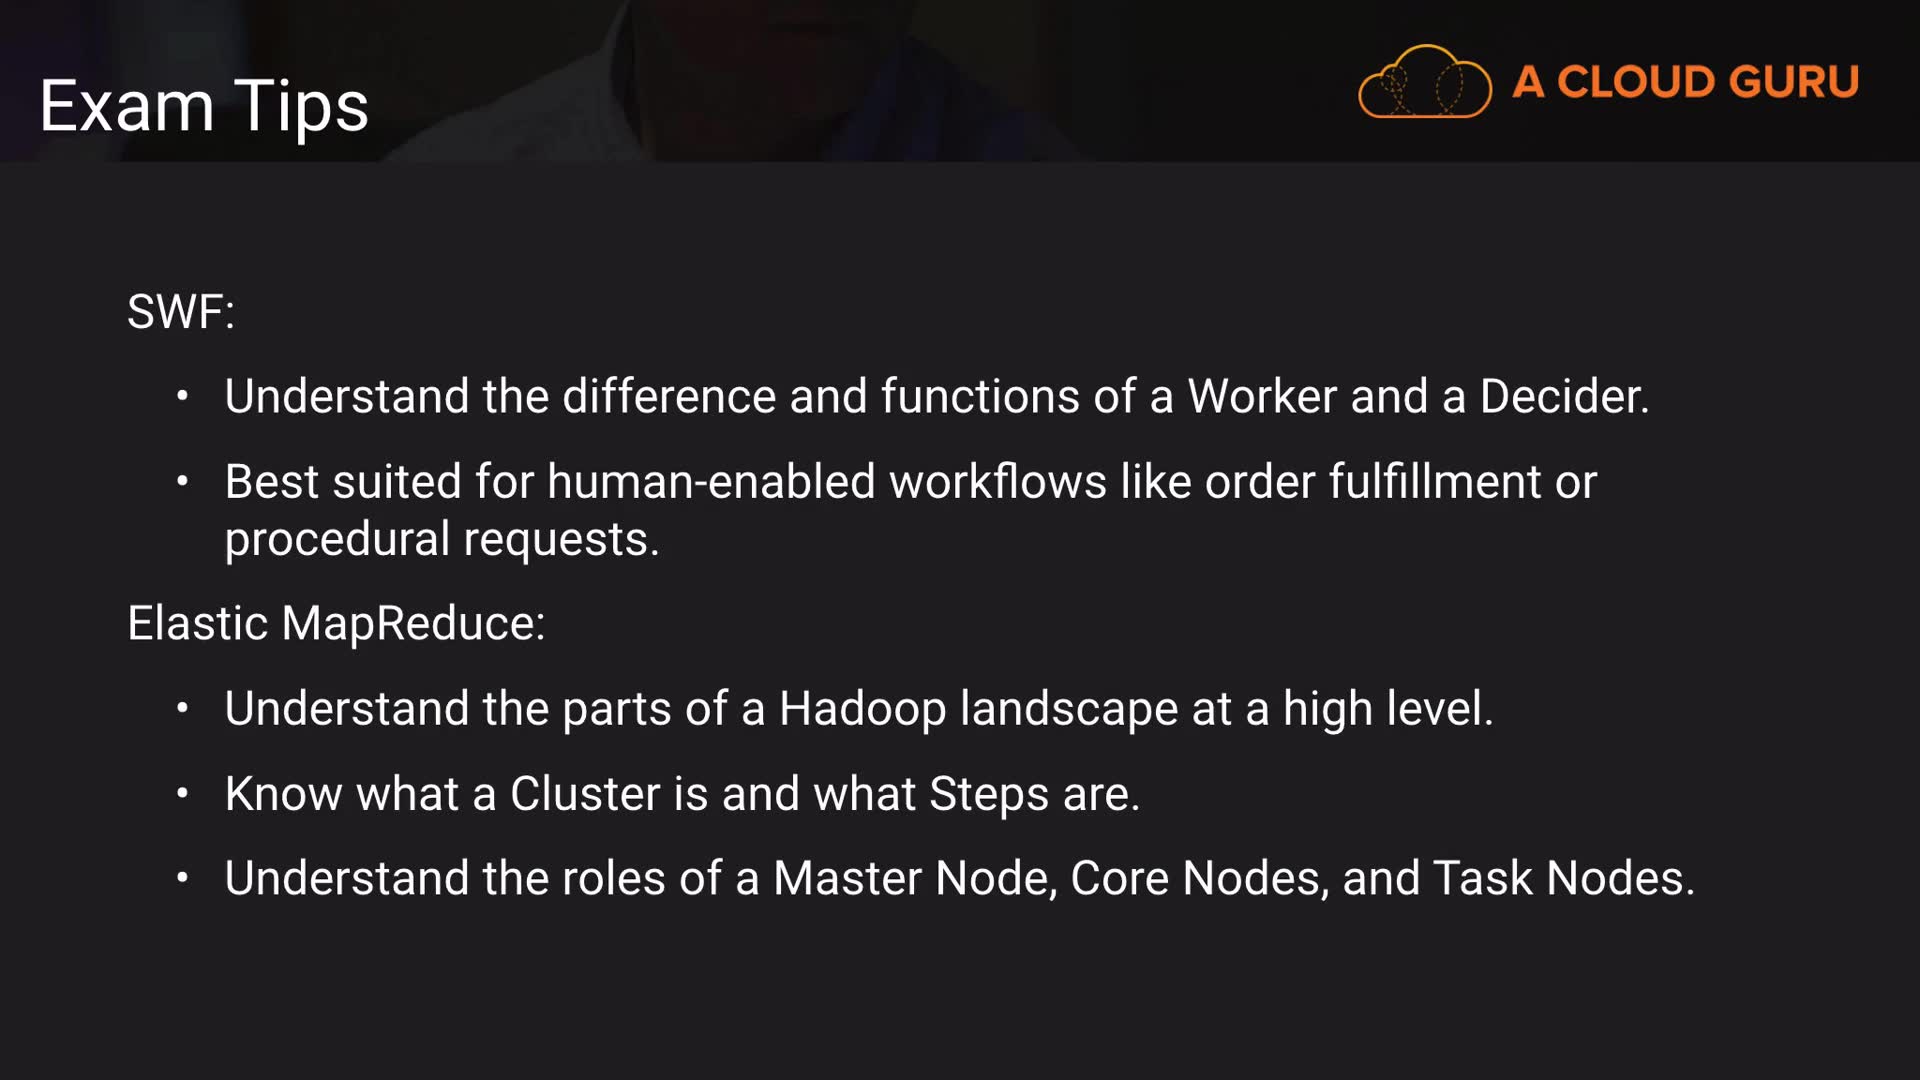 Exam Tips
A CLOUD GURU
SWF:
• Understand the difference and functions of a Worker and a Decider.
• Best suited for human-enabled workflows like order fulfillment or
procedural requests.
Elastic MapReduce:
• Understand the parts of a Hadoop landscape at a high level.
• Know what a Cluster is and what Steps are.
• Understand the roles of a Master Node, Core Nodes, and Task Nodes.